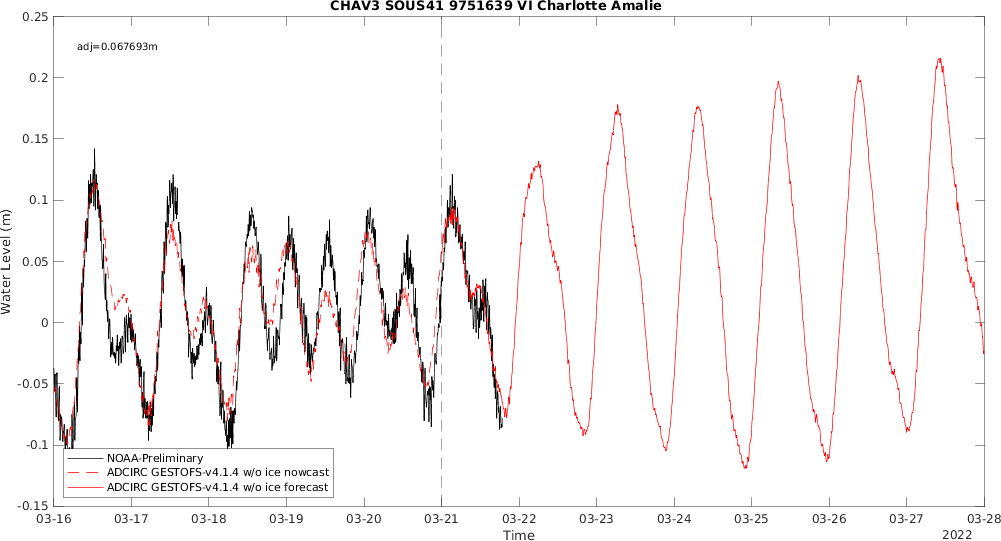 CHAV3 SOUS41 9751639 VI Charlotte Amalie
adj=0.067693m
Water Level (m)
0.25
0.2
0.15
0.1
0.05
0
-0.05
-0.1
-0.15
NOAA-Preliminary
ADCIRC GESTOFS-v4.1.4 w/o ice nowcast
ADCIRC GESTOFS-v4.1.4 w/o ice forecast
03-16 03-17 03-18 03-19 03-20 03-21 03-22 03-23 03-24 03-25 03-26 03-27 03-28
Time
2022